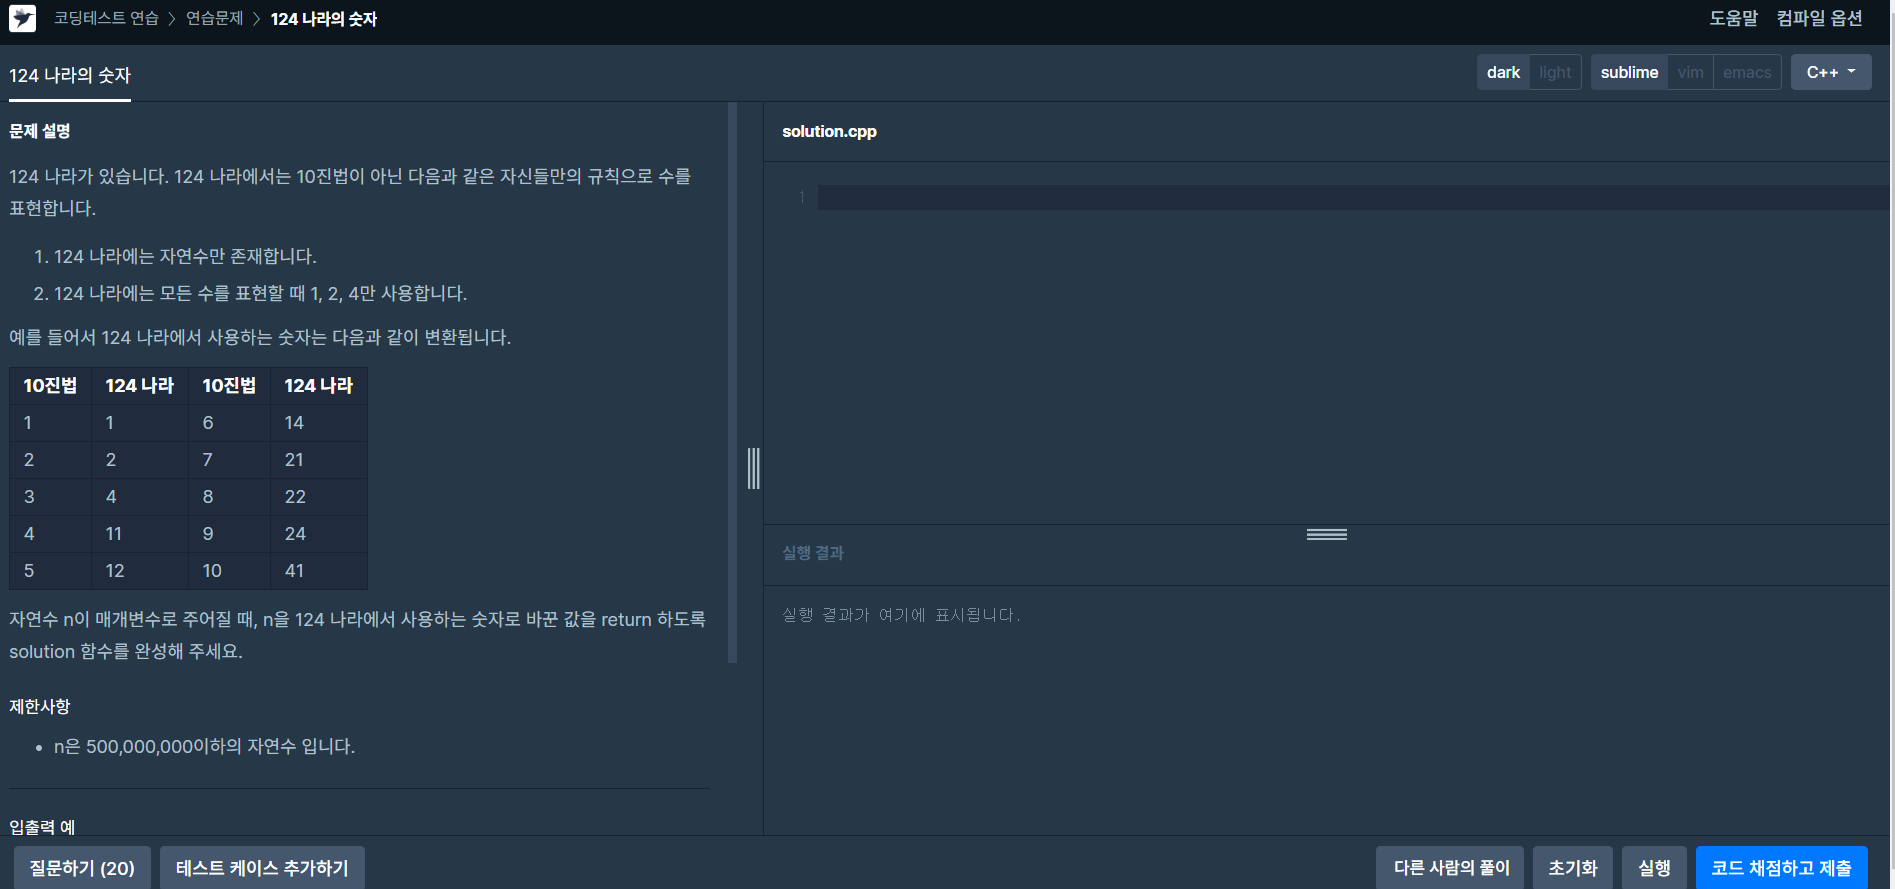 코딩테스트 연습 〉 연습문제 〉 124 나라의 숫자
도움말 컴파일 옵션
124 나라의 숫자
dark light sublime vim emacs C++
문제 설명
124 나라가 있습니다. 124 나라에서는 10진법이 아닌 다음과 같은 자신들만의 규칙으로 수를
표현합니다.
1. 124 나라에는 자연수만 존재합니다.
2. 124 나라에는 모든 수를 표현할 때 1, 2, 4만 사용합니다.
예를 들어서 124 나라에서 사용하는 숫자는 다음과 같이 변환됩니다.
10진법 124 나라 10진법 124 나라
1 1 6 14
2 2 7 21
3 4 8 22
4 11 9 24
5 12 10 41
자연수 n이 매개변수로 주어질 때, n을 124 나라에서 사용하는 숫자로 바꾼 값을 return 하도록
solution 함수를 완성해 주세요.
제한사항
• n은 500,000,000이하의 자연수 입니다.
입출력 예
solution.cpp
1
실행 결과
실행 결과가 여기에 표시됩니다.
질문하기 (20) 테스트 케이스 추가하기
다른 사람의 풀이 초기화 실행 코드 채점하고 제출